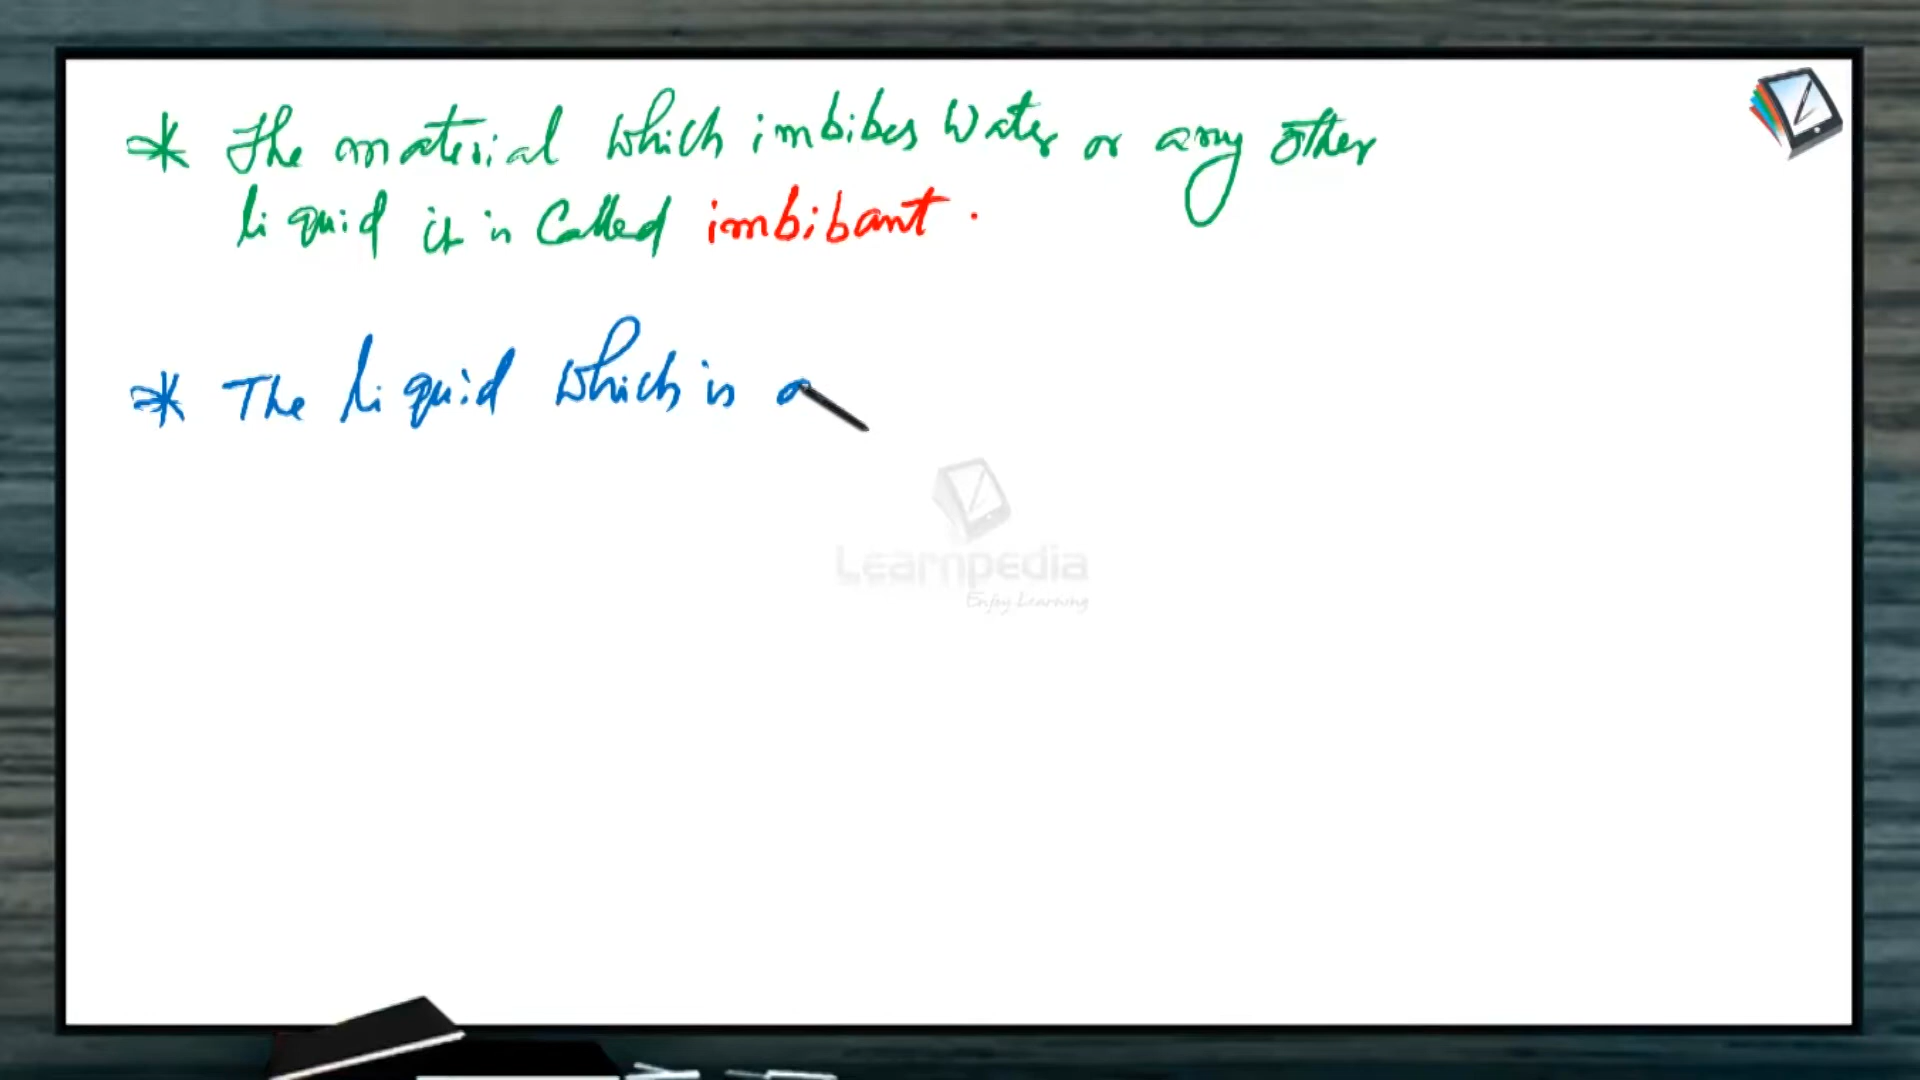 * The material which imbibes water or any other
liquid it is called imbibant.
* The liquid which is a
Learnpedia
Enjoy Learning